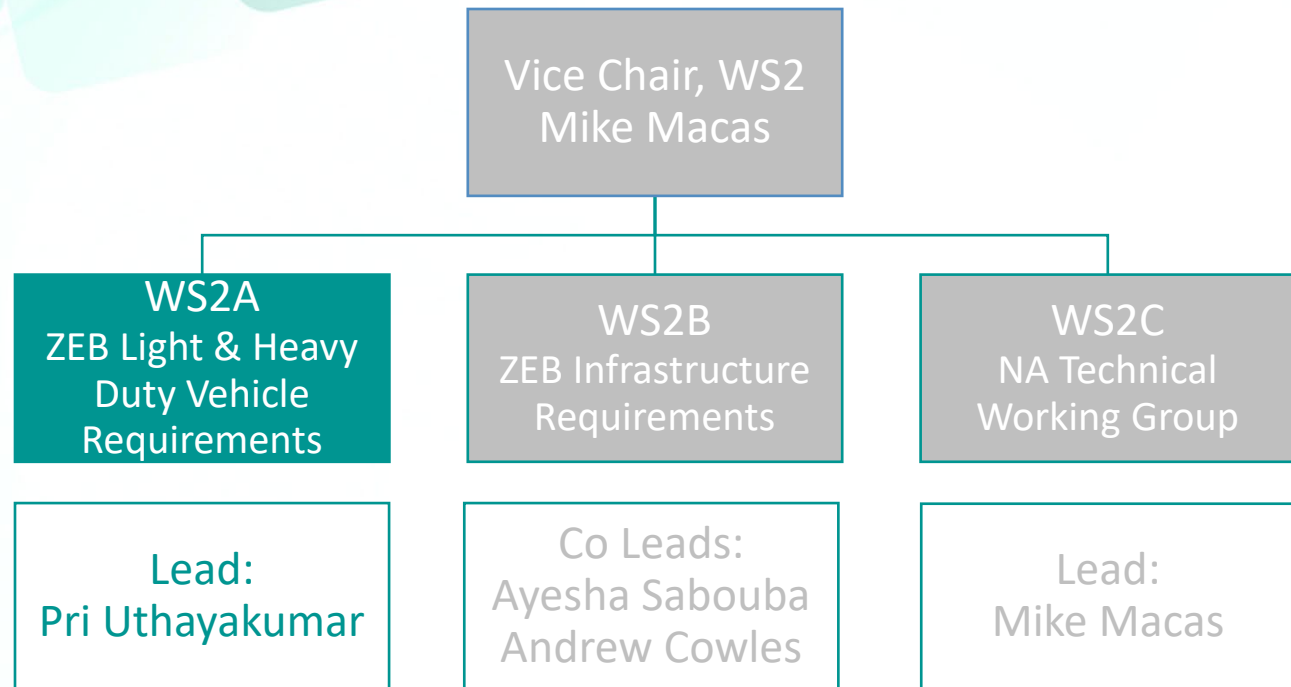 Vice Chair, WS2
Mike Macas
WS2A
ZEB Light & Heavy
Duty Vehicle
Requirements
WS2B
ZEB Infrastructure
Requirements
WS2C
NA Technical
Working Group
Lead:
Pri Uthayakumar
Co Leads:
Ayesha Sabouba
Andrew Cowles
Lead:
Mike Macas